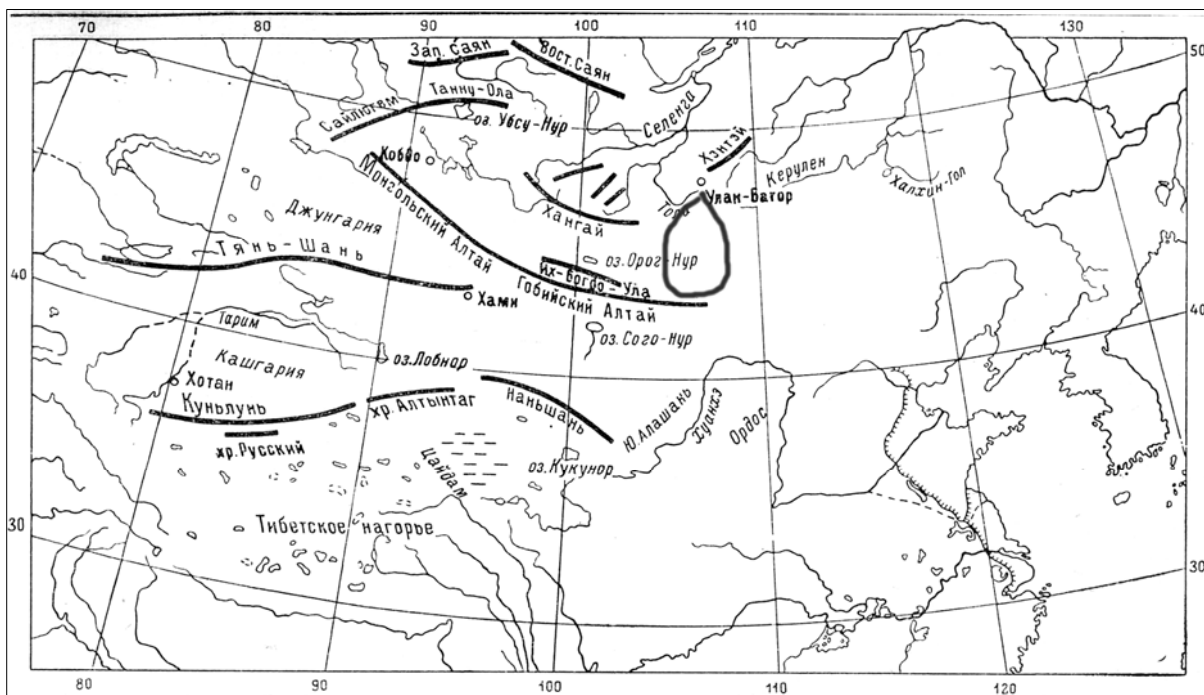 70
80
90
100
110
120
130
50
Зап. Саян
Вост. Саян
Танну-Ола
Сайлюгем
оз. Убсу-Нур
Селенга
Хэнтэй
Кобдо
Керулен
Халхин-Гол
Улан-Батор
Монгольский Алтай
Хангай
Джунгария
Тянь-Шань
оз. Орог-Нур
Их-Богдо-Ула
Гобийский Алтай
Хами
40
40
оз. Сого-Нур
Тарим
Кашгария
оз. Лобнор
Хотан
Куньлунь
хр. Алтынтаг
Наньшань
хр. Русский
Ю. Алашань
Хуанхэ
Ордос
Цайдам
оз. Кукунор
Тибетское нагорье
30
30
80
90
100
110
120